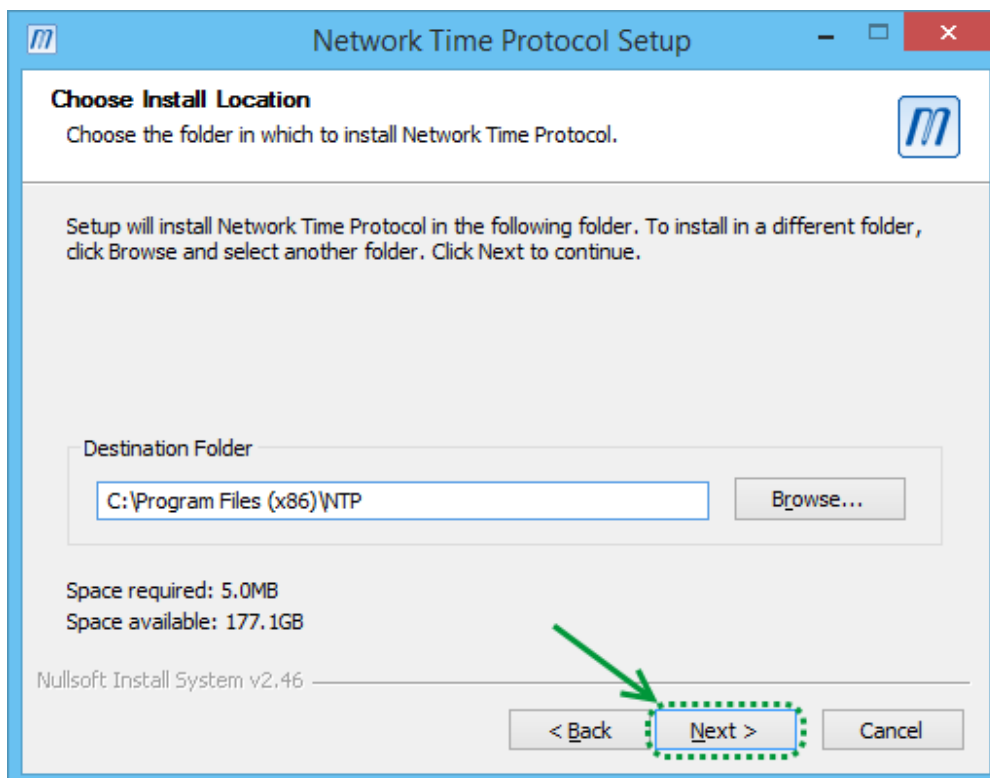 Network Time Protocol Setup
Choose Install Location
Choose the folder in which to install Network Time Protocol.
Setup will install Network Time Protocol in the following folder. To install in a different folder,
click Browse and select another folder. Click Next to continue.
Destination Folder
C:\Program Files (x86)\NTP
Browse...
Space required: 5.0MB
Space available: 177.1GB
Nullsoft Install System v2.46
< Back
Next >
Cancel